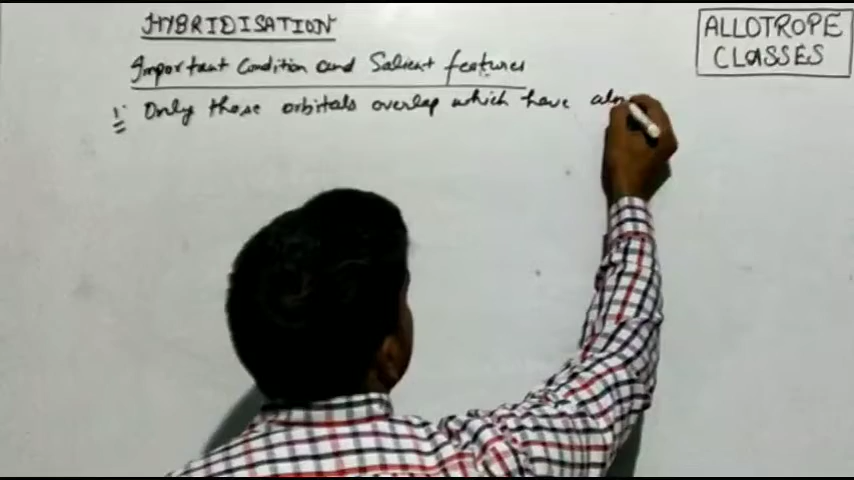 HYBRIDISATION
Important Condition and Salient features
1. Only those orbitals overlap which have
ALLOTROPE
CLASSES